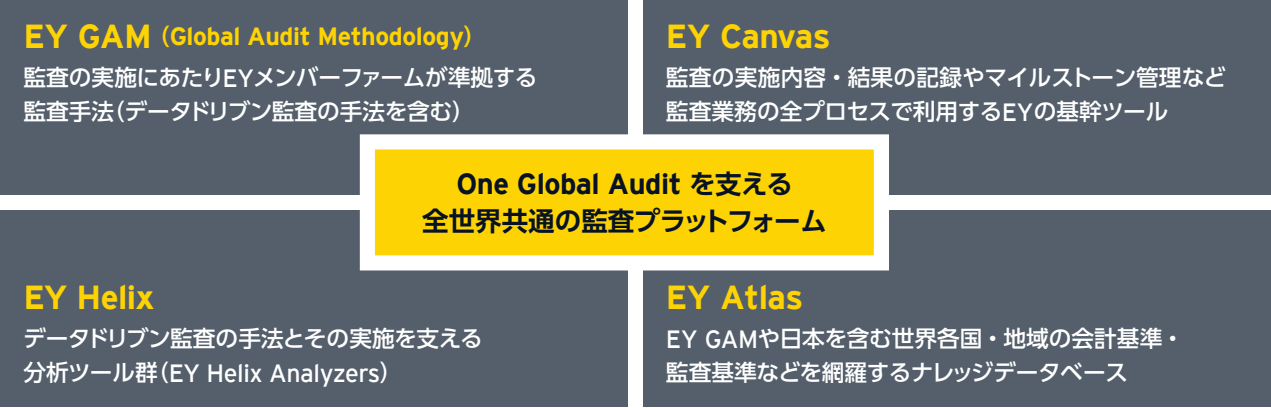 EY GAM（Global Audit Methodology）
監査の実施にあたりEYメンバーファームが準拠する
監査手法（データドリブン監査の手法を含む）
EY Canvas
監査の実施内容・結果の記録やマイルストーン管理など
監査業務の全プロセスで利用するEYの基幹ツール
One Global Audit を支える
全世界共通の監査プラットフォーム
EY Helix
データドリブン監査の手法とその実施を支える
分析ツール群（EY Helix Analyzers）
EY Atlas
EY GAMや日本を含む世界各国・地域の会計基準・
監査基準などを網羅するナレッジデータベース